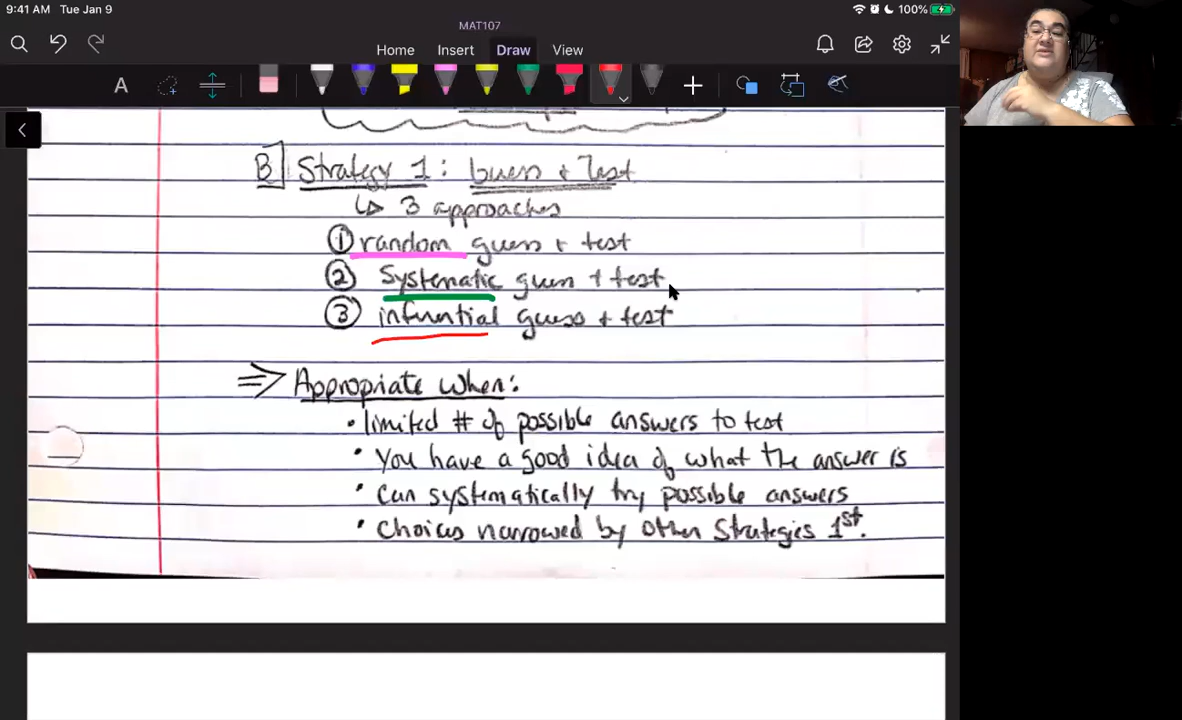 9:41 AM Tue Jan 9
100%
MAT107
Home Insert Draw View
A
B Strategy 1: Guess + Test
↳ 3 approaches
① random guess + test
② Systematic guess + test
③ inferential guess + test
⇒ Appropriate When:
• limited # of possible answers to test
• You have a good idea of what the answer is
• Can systematically try possible answers
• Choices narrowed by other Strategies 1st.